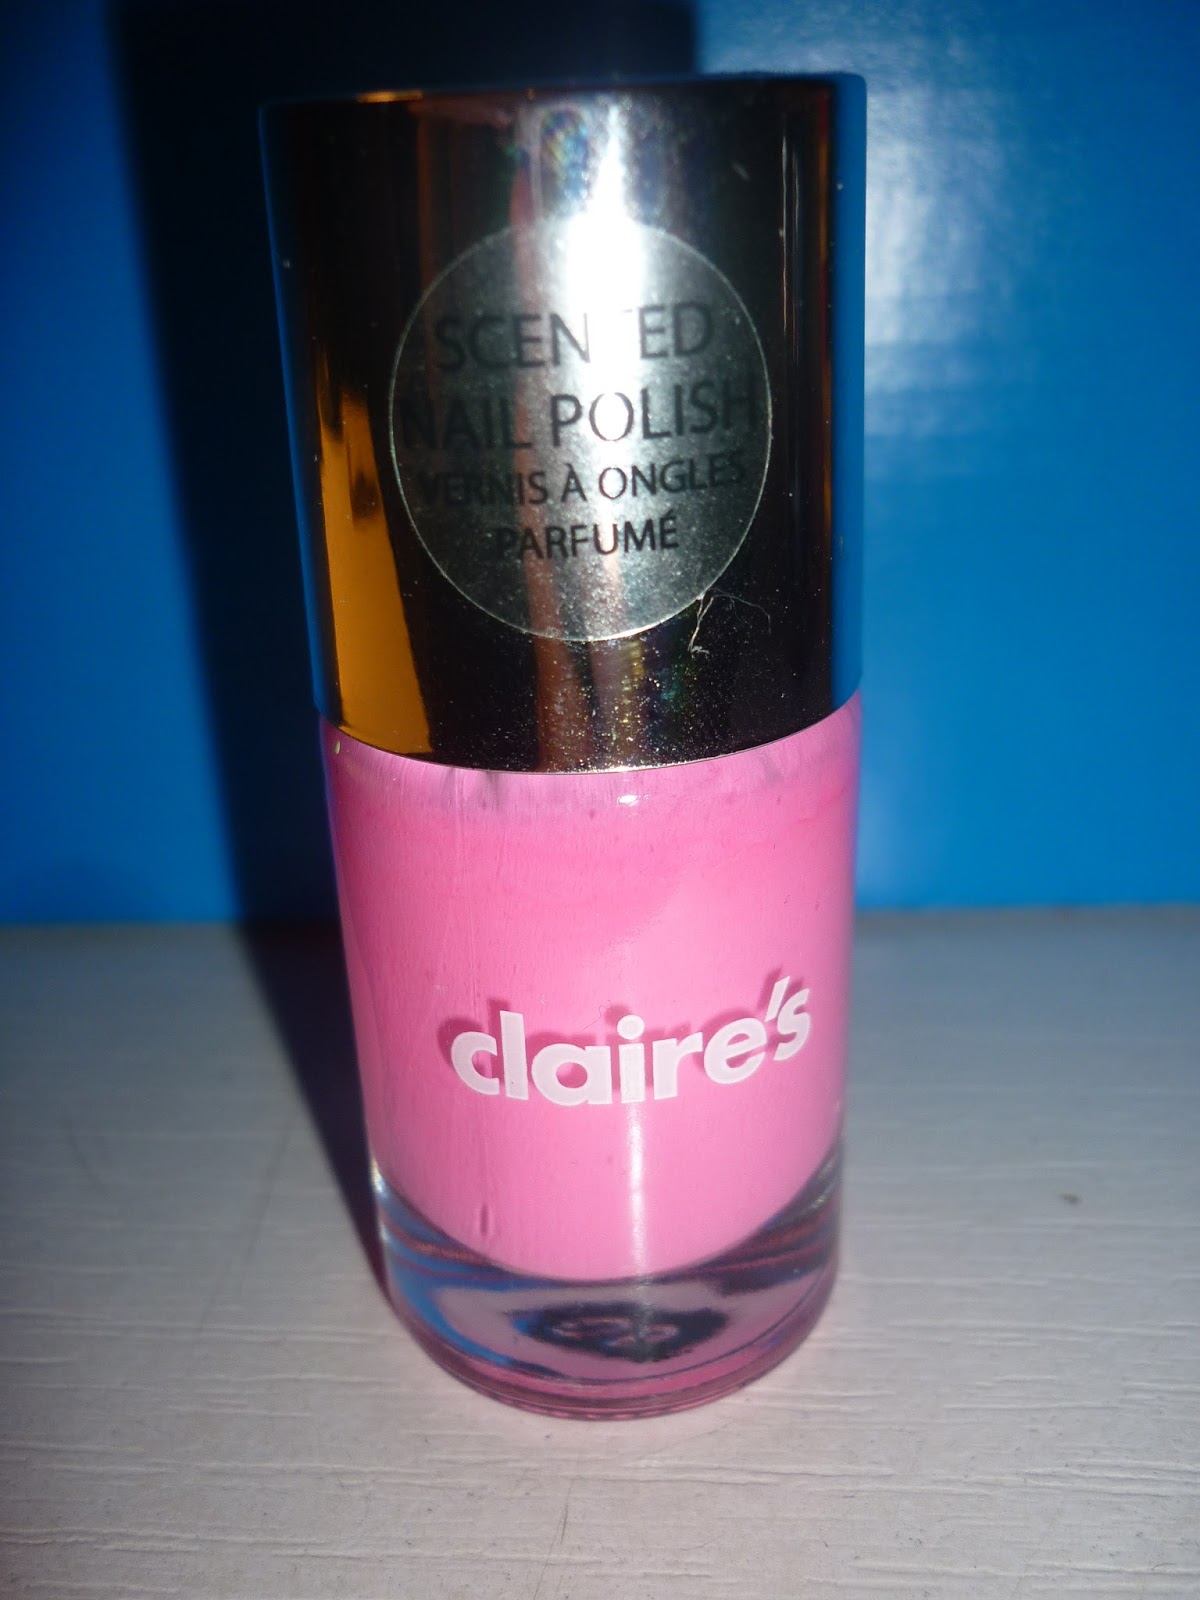 SCENTED
NAIL POLISH
VERNIS À ONGLES
PARFUMÉ
claire's